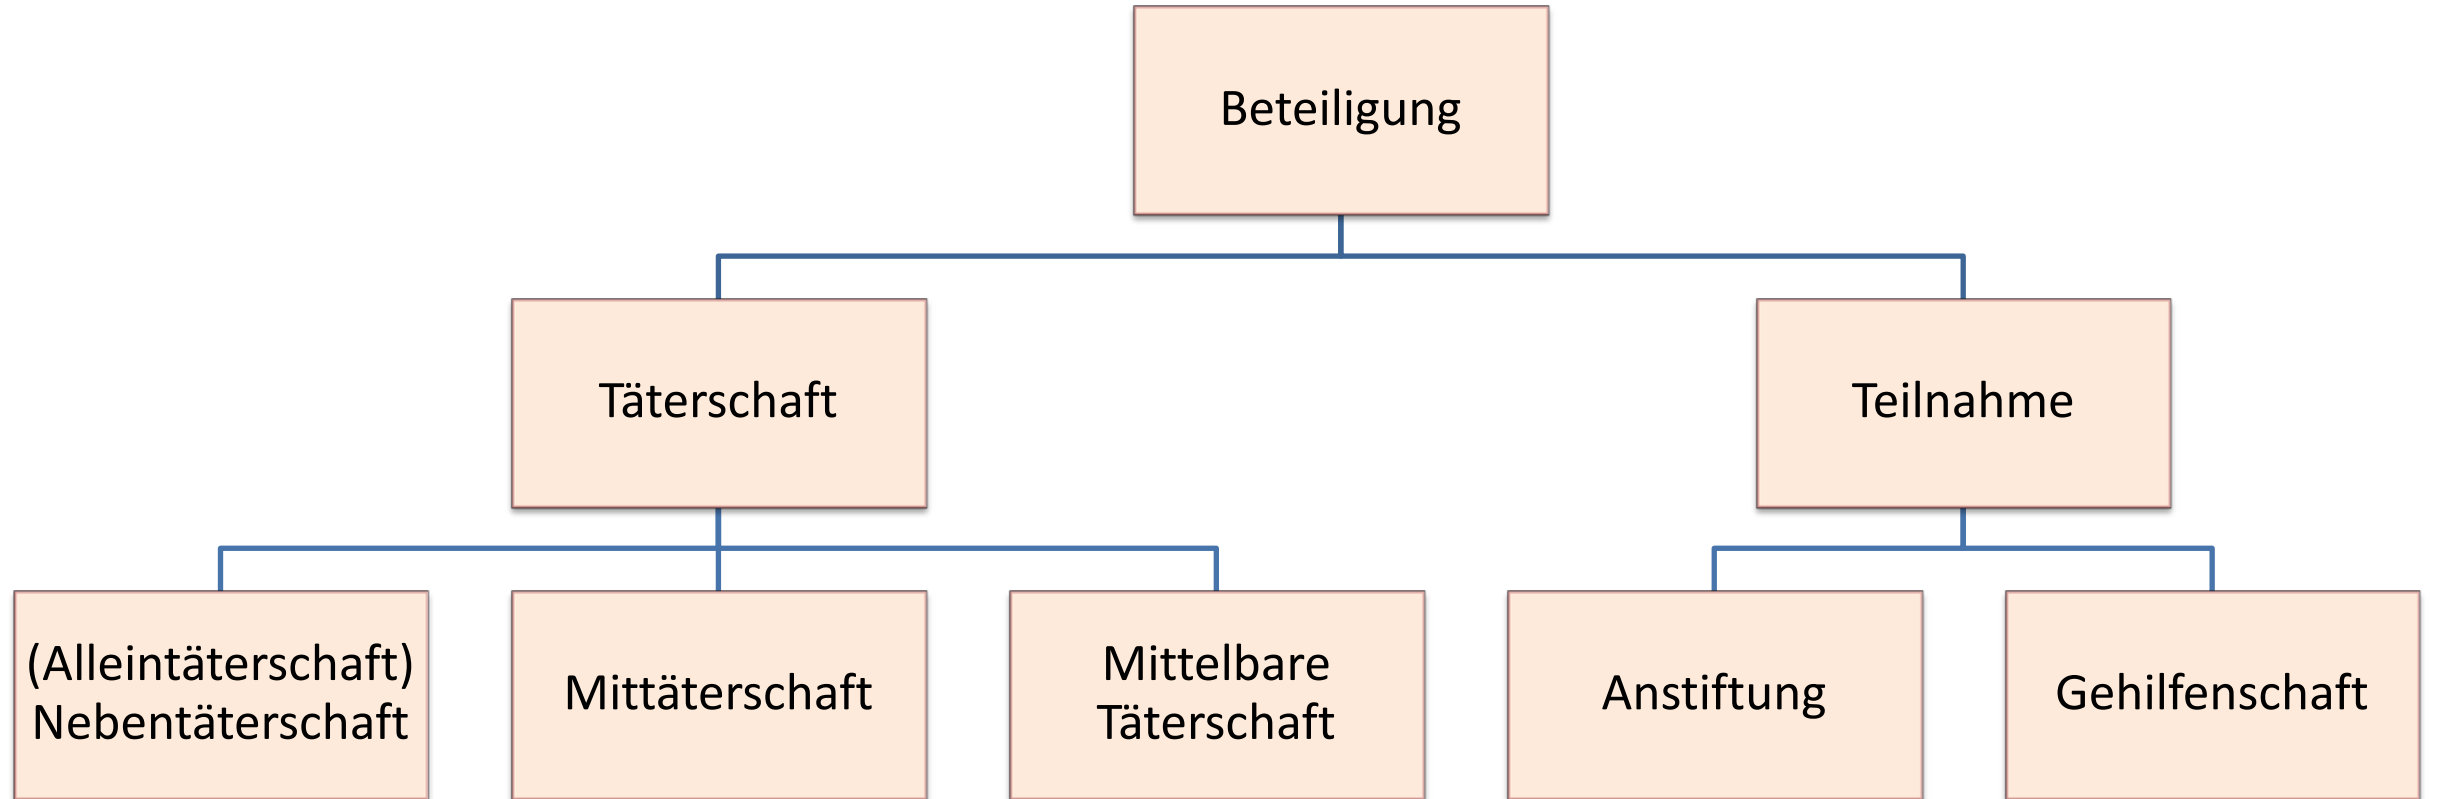 Beteiligung
Täterschaft
Teilnahme
(Alleintäterschaft)
Nebentäterschaft
Mittäterschaft
Mittelbare
Täterschaft
Anstiftung
Gehilfenschaft